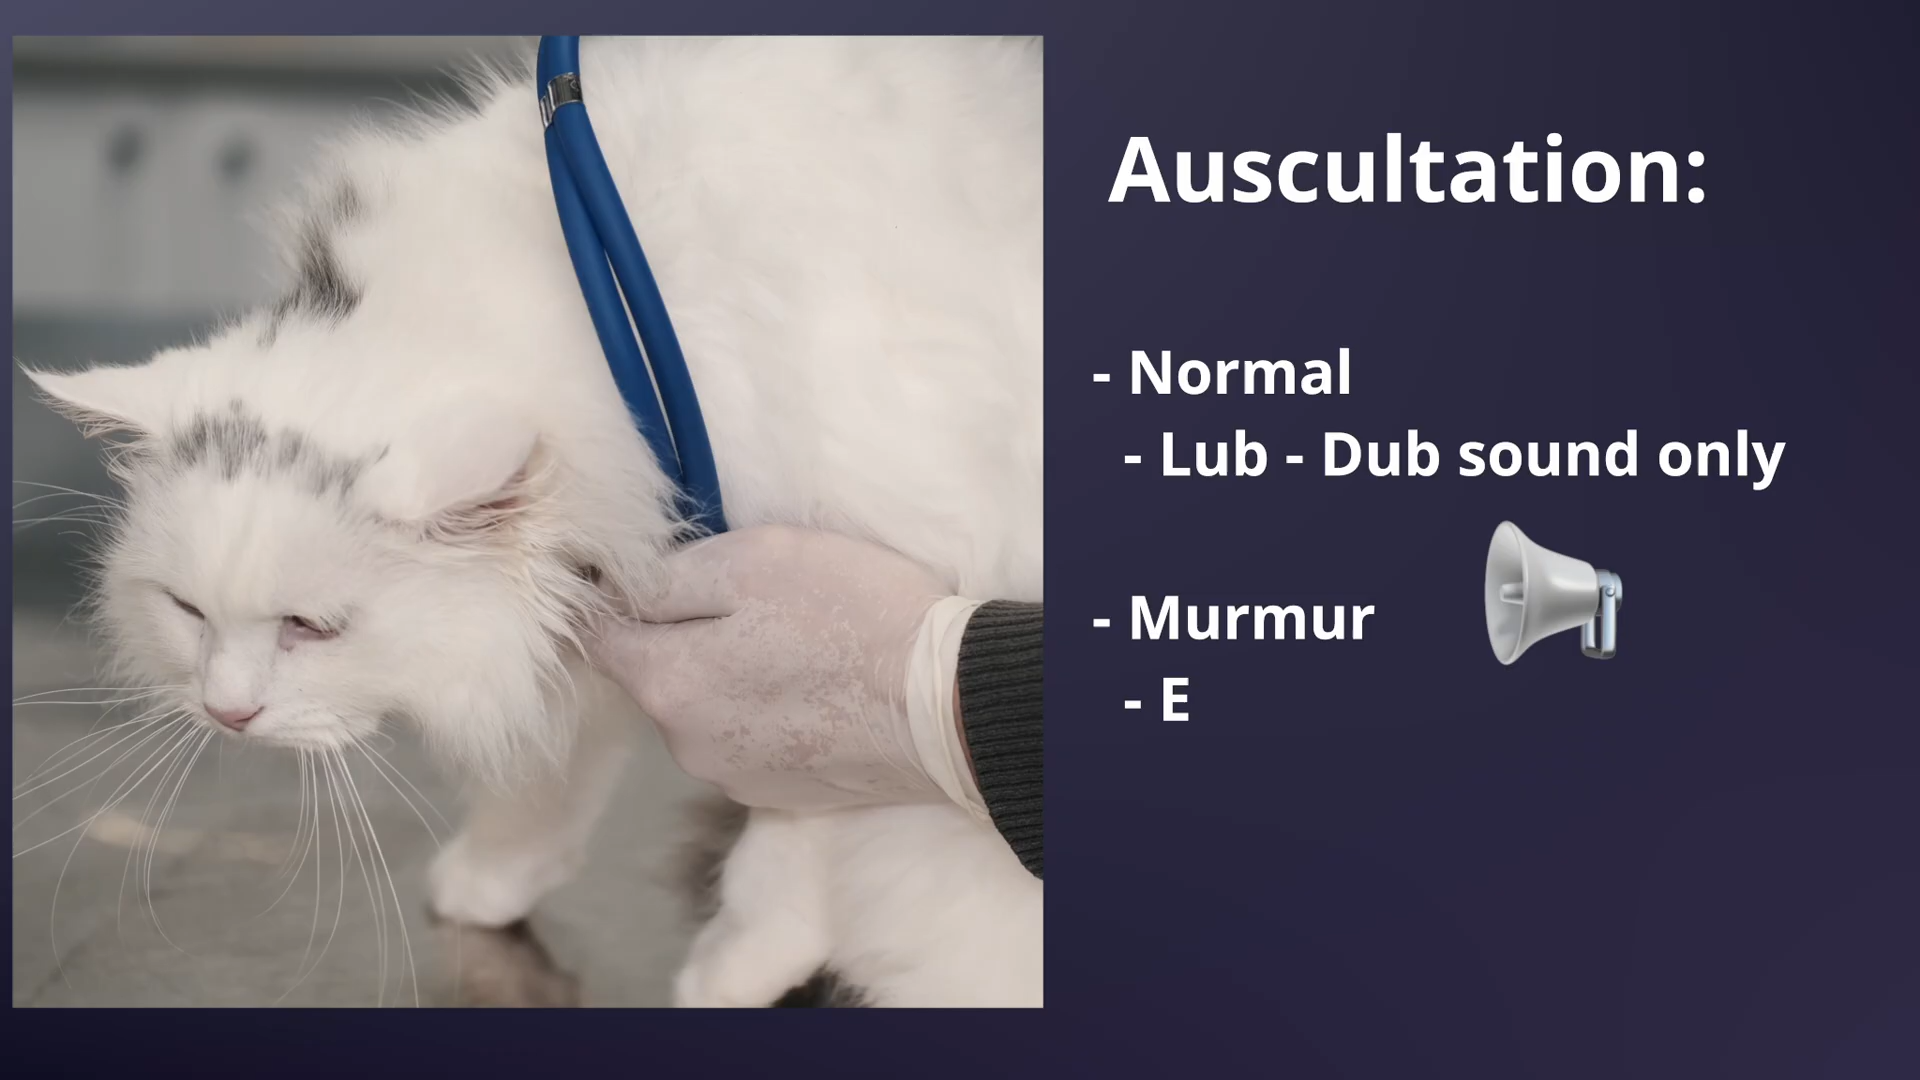 Auscultation:
- Normal
- Lub - Dub sound only
- Murmur
- E